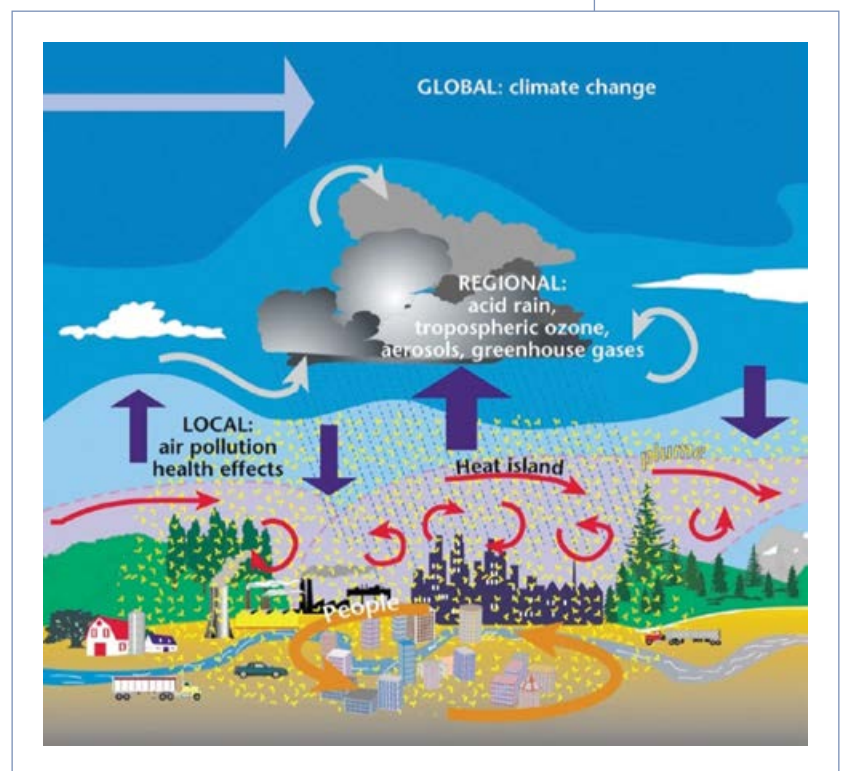 GLOBAL: climate change
REGIONAL:
acid rain,
tropospheric ozone,
aerosols, greenhouse gases
LOCAL:
air pollution
health effects
Heat island
plume
People